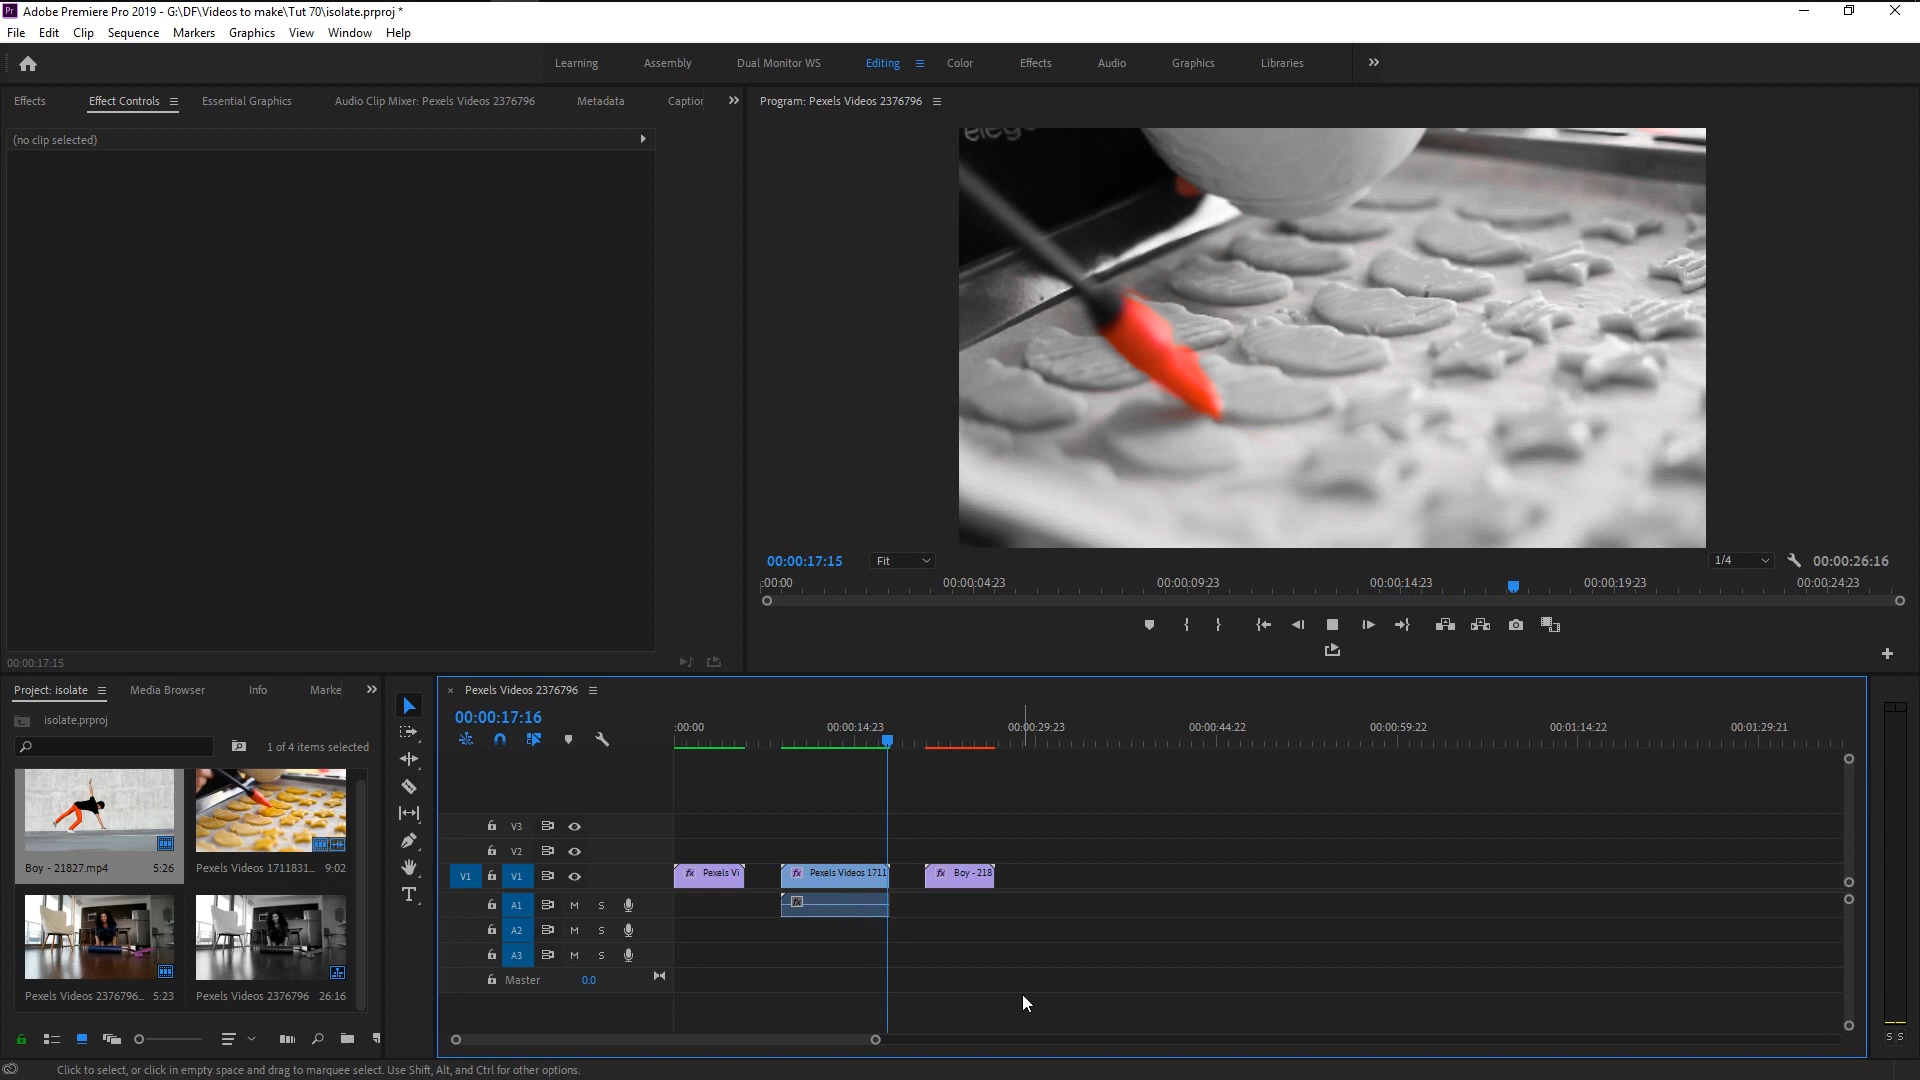 Pr Adobe Premiere Pro 2019 - G:\DF\Videos to make\Tut 70\isolate.prproj *
File Edit Clip Sequence Markers Graphics View Window Help
Learning Assembly Dual Monitor WS Editing Color Effects Audio Graphics Libraries
Effects Effect Controls Essential Graphics Audio Clip Mixer: Pexels Videos 2376796 Metadata Caption
(no clip selected)
00:00:17:15
Program: Pexels Videos 2376796
00:00:17:15 Fit 1/4 00:00:26:16
:00:00 00:00:04:23 00:00:09:23 00:00:14:23 00:00:19:23 00:00:24:23
Project: isolate Media Browser Info Marke
isolate.prproj
1 of 4 items selected
Boy - 21827.mp4 5:26
Pexels Videos 1711831... 9:02
Pexels Videos 2376796... 5:23
Pexels Videos 2376796 26:16
× Pexels Videos 2376796
00:00:17:16
:00:00 00:00:14:23 00:00:29:23 00:00:44:22 00:00:59:22 00:01:14:22 00:01:29:21
V3
V2
V1 V1 fx Pexels Vi fx Pexels Videos 1711 fx Boy - 218
A1 M S fx
A2 M S
A3 M S
Master 0.0
S S
Click to select, or click in empty space and drag to marquee select. Use Shift, Alt, and Ctrl for other options.